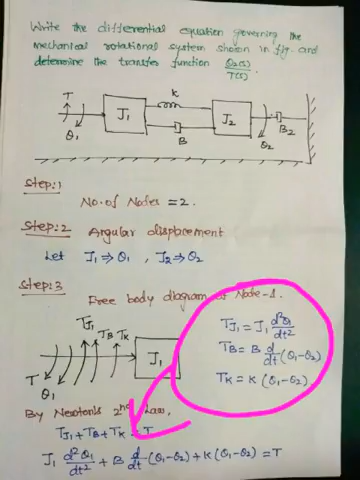 Write the differential equation governing the
mechanical rotational system shown in fig. and
determine the transfer function θ2(s)/T(s).
T K
J1 J2 B2
θ1 B θ2
Step:1
No. of Nodes = 2.
Step:2 Angular displacement
Let J1 ⇒ θ1 , J2 ⇒ θ2
Step:3
Free body diagram of Node-1.
TJ1 TB TK
T θ1 J1
TJ1 = J1 d²θ1/dt²
TB = B d/dt (θ1-θ2)
TK = K (θ1-θ2)
By Newton's 2nd Law,
TJ1 + TB + TK = T
J1 d²θ1/dt² + B d/dt (θ1-θ2) + K(θ1-θ2) = T